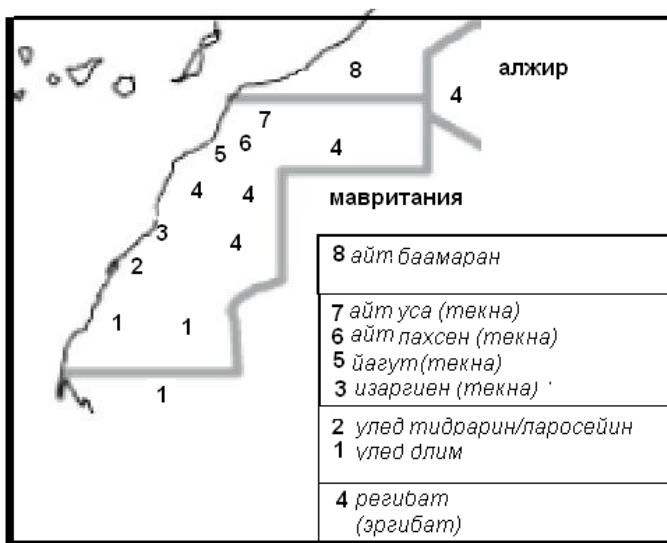 8
алжир
4
7
6
5
4
4
4
мавритания
3
4
2
1
1
1
8 айт баамаран
7 айт уса (текна)
6 айт лахсен (текна)
5 йагут(текна)
3 изаргиен (текна)
2 улед тидрарин/ларосейин
1 улед длим
4 регибат
(эргибат)